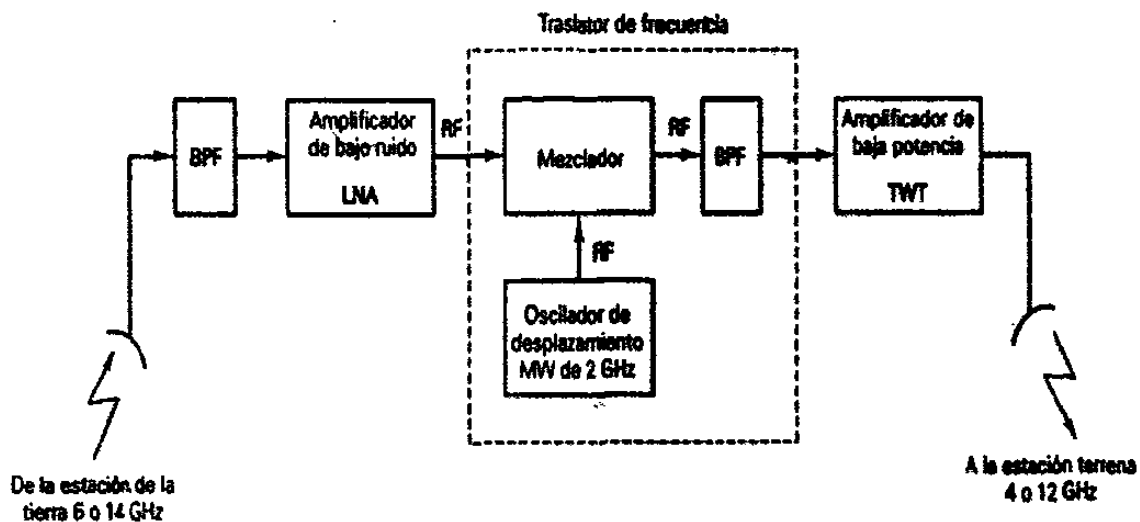 Traslator de frecuencia
BPF
Amplificador
de bajo ruido
LNA
RF
Mezclador
RF
BPF
Amplificador de
baja potencia
TWT
RF
Oscilador de
desplazamiento
MW de 2 GHz
De la estación de la
tierra 6 o 14 GHz
A la estación terrena
4 o 12 GHz